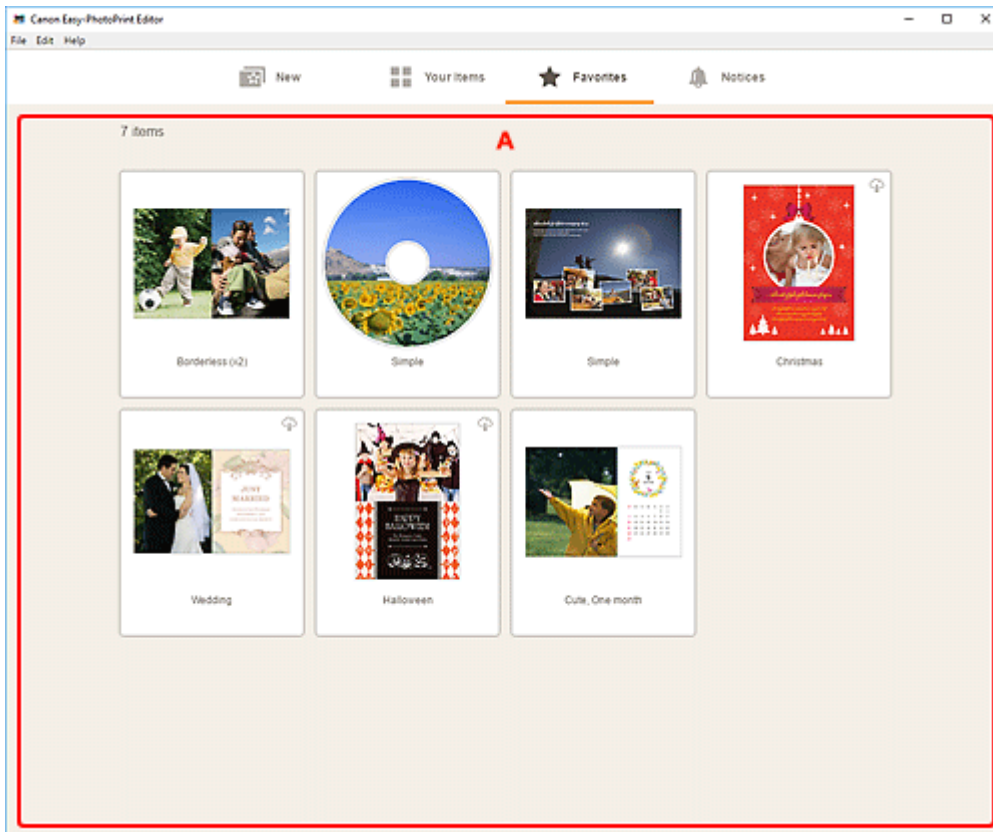 Canon Easy-PhotoPrint Editor
File Edit Help
New Your Items Favorites Notices
7 items
A
Borderless (x2) Simple Simple Christmas
JUST
MARRIED
HAPPY
HALLOWEEN
Wedding Halloween Cute, One month